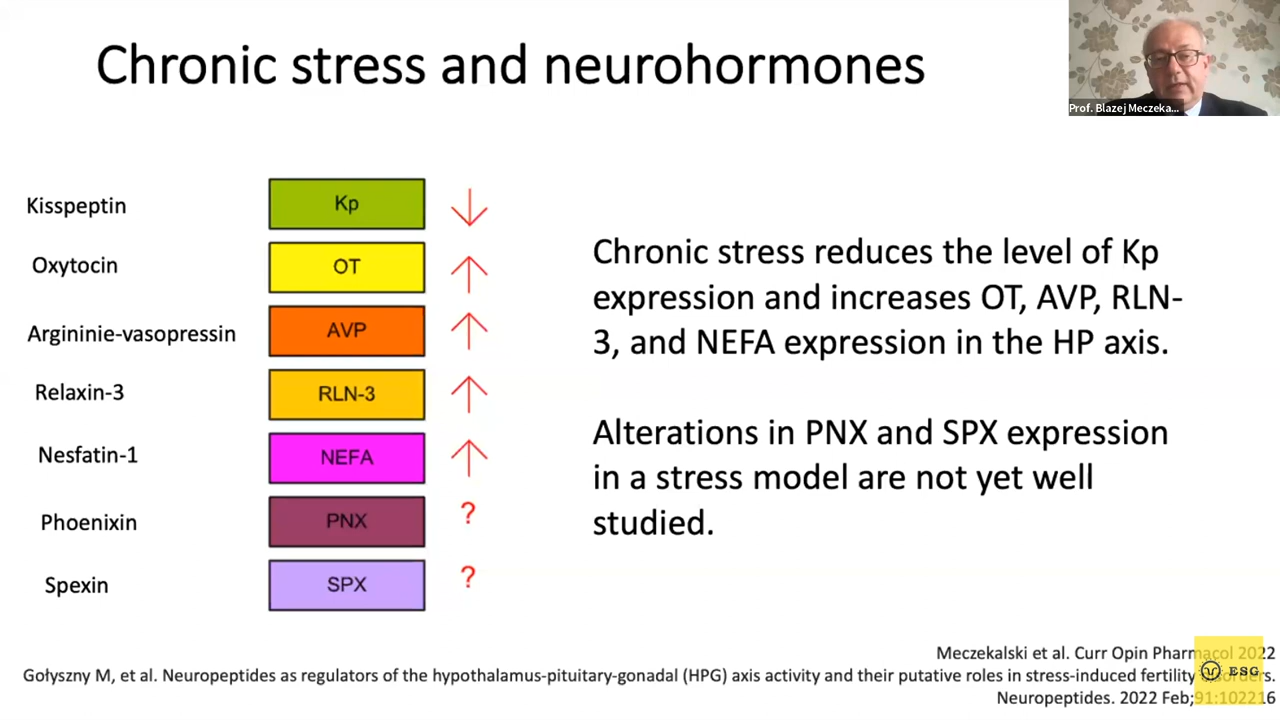 Chronic stress and neurohormones
Prof. Blazej Meczeka...
Kisspeptin
Kp
Oxytocin
OT
Argininie-vasopressin
AVP
Relaxin-3
RLN-3
Nesfatin-1
NEFA
Phoenixin
PNX
?
Spexin
SPX
?
Chronic stress reduces the level of Kp
expression and increases OT, AVP, RLN-
3, and NEFA expression in the HP axis.
Alterations in PNX and SPX expression
in a stress model are not yet well
studied.
Meczekalski et al. Curr Opin Pharmacol 2022
Gołyszny M, et al. Neuropeptides as regulators of the hypothalamus-pituitary-gonadal (HPG) axis activity and their putative roles in stress-induced fertility disorders.
Neuropeptides. 2022 Feb;91:102216
ESG